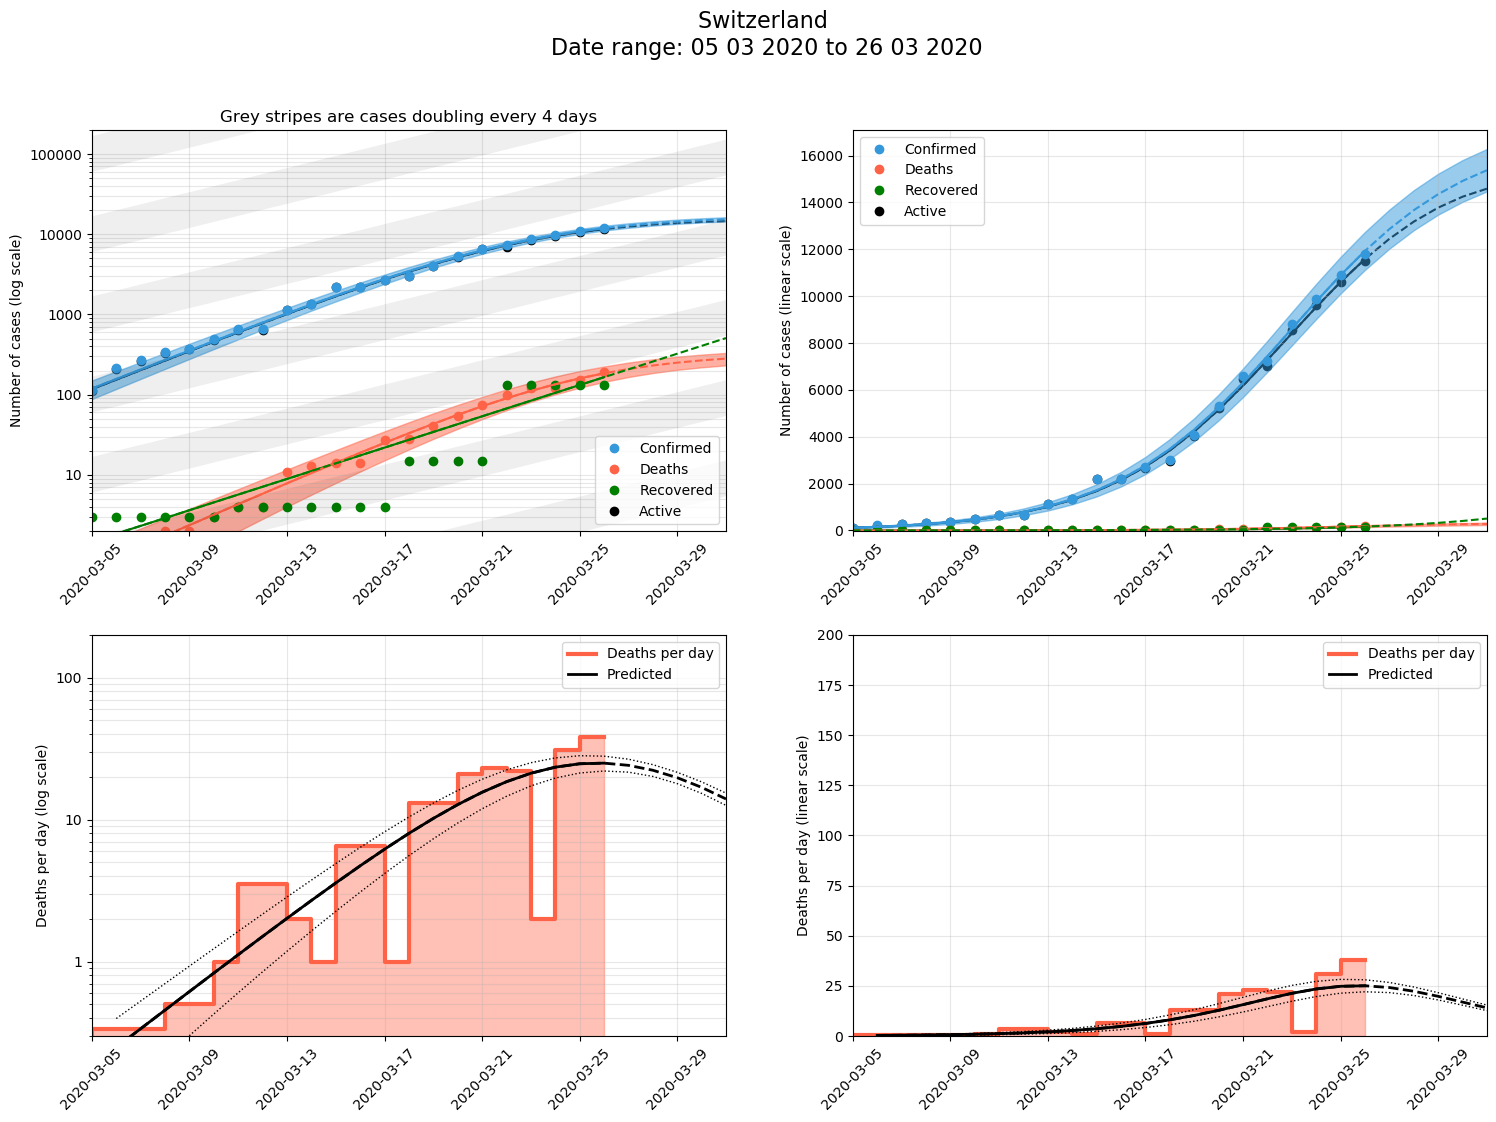 Switzerland
Date range: 05 03 2020 to 26 03 2020
Grey stripes are cases doubling every 4 days
Number of cases (log scale)
100000
10000
1000
100
10
Confirmed
Deaths
Recovered
Active
2020-03-05
2020-03-09
2020-03-13
2020-03-17
2020-03-21
2020-03-25
2020-03-29
Number of cases (linear scale)
16000
14000
12000
10000
8000
6000
4000
2000
0
Confirmed
Deaths
Recovered
Active
2020-03-05
2020-03-09
2020-03-13
2020-03-17
2020-03-21
2020-03-25
2020-03-29
Deaths per day (log scale)
100
10
1
Deaths per day
Predicted
2020-03-05
2020-03-09
2020-03-13
2020-03-17
2020-03-21
2020-03-25
2020-03-29
Deaths per day (linear scale)
200
175
150
125
100
75
50
25
0
Deaths per day
Predicted
2020-03-05
2020-03-09
2020-03-13
2020-03-17
2020-03-21
2020-03-25
2020-03-29